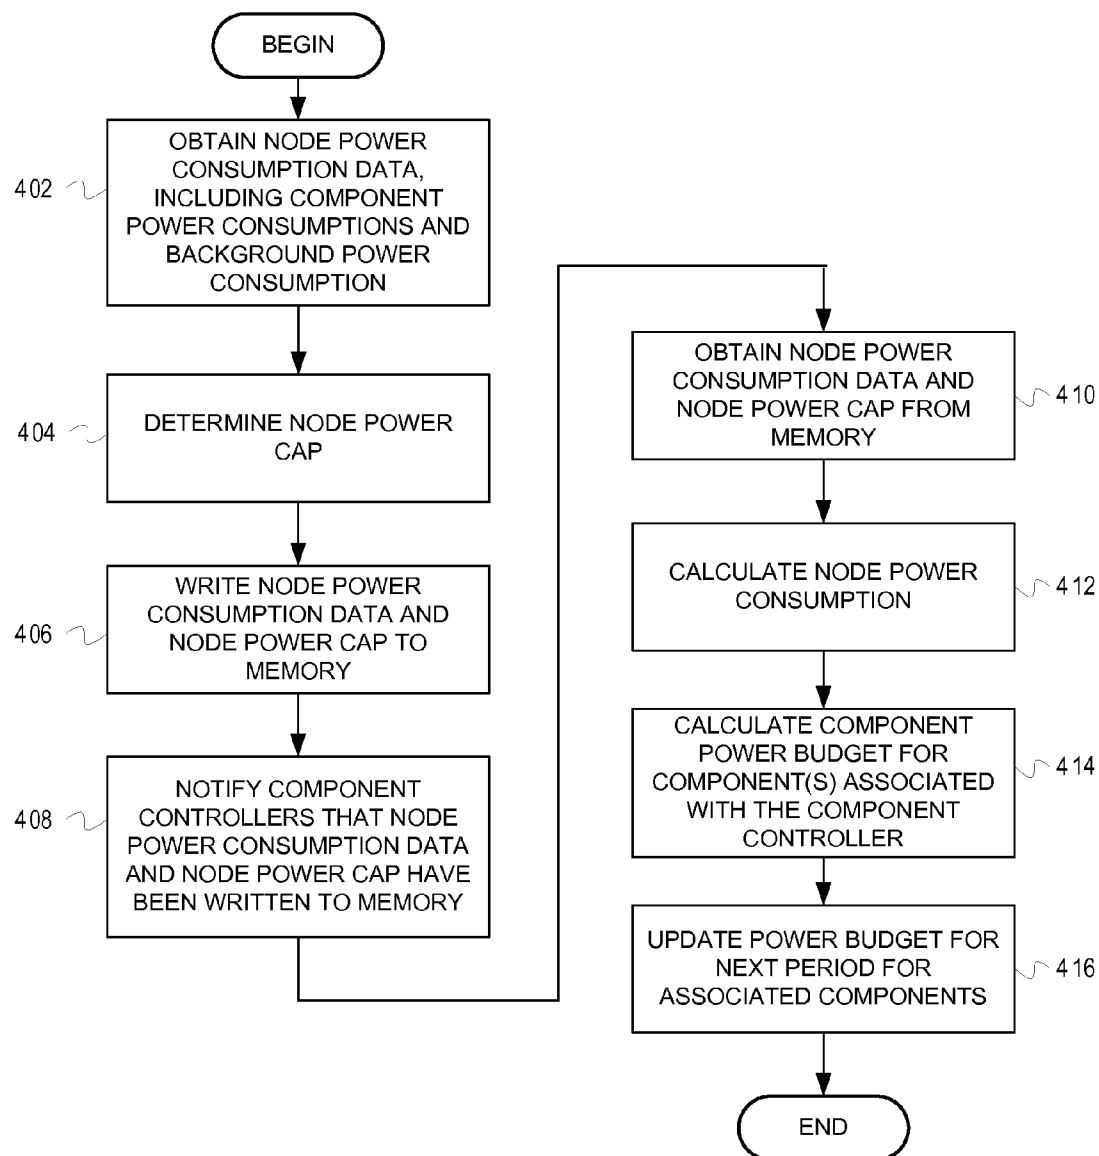 BEGIN
402
OBTAIN NODE POWER
CONSUMPTION DATA,
INCLUDING COMPONENT
POWER CONSUMPTIONS AND
BACKGROUND POWER
CONSUMPTION
404
DETERMINE NODE POWER
CAP
406
WRITE NODE POWER
CONSUMPTION DATA AND
NODE POWER CAP TO
MEMORY
408
NOTIFY COMPONENT
CONTROLLERS THAT NODE
POWER CONSUMPTION DATA
AND NODE POWER CAP HAVE
BEEN WRITTEN TO MEMORY
OBTAIN NODE POWER
CONSUMPTION DATA AND
NODE POWER CAP FROM
MEMORY
410
CALCULATE NODE POWER
CONSUMPTION
412
CALCULATE COMPONENT
POWER BUDGET FOR
COMPONENT(S) ASSOCIATED
WITH THE COMPONENT
CONTROLLER
414
UPDATE POWER BUDGET FOR
NEXT PERIOD FOR
ASSOCIATED COMPONENTS
416
END